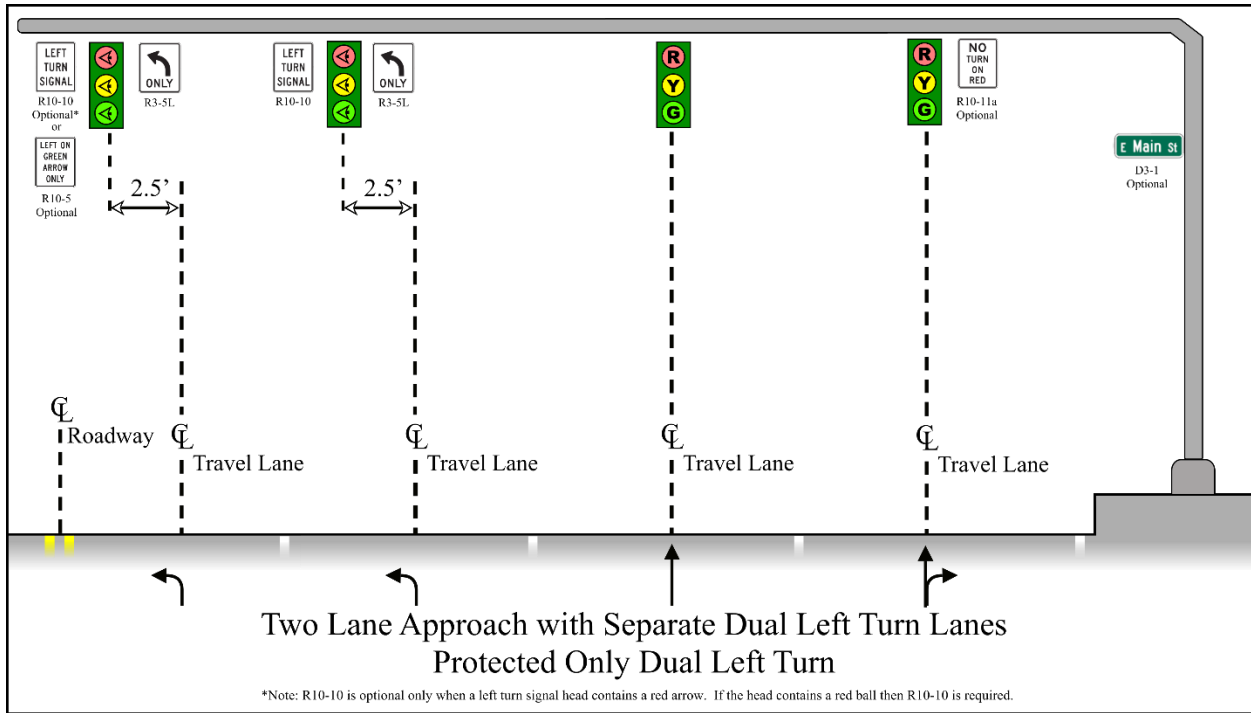 LEFT
TURN
SIGNAL
R10-10
Optional*
or
LEFT ON
GREEN
ARROW
ONLY
R10-5
Optional
ONLY
R3-5L
2.5’
LEFT
TURN
SIGNAL
R10-10
ONLY
R3-5L
2.5’
R
Y
G
R
Y
G
NO
TURN
ON
RED
R10-11a
Optional
E Main St
D3-1
Optional
CL
Roadway
CL
Travel Lane
CL
Travel Lane
CL
Travel Lane
CL
Travel Lane
Two Lane Approach with Separate Dual Left Turn Lanes
Protected Only Dual Left Turn
*Note: R10-10 is optional only when a left turn signal head contains a red arrow. If the head contains a red ball then R10-10 is required.